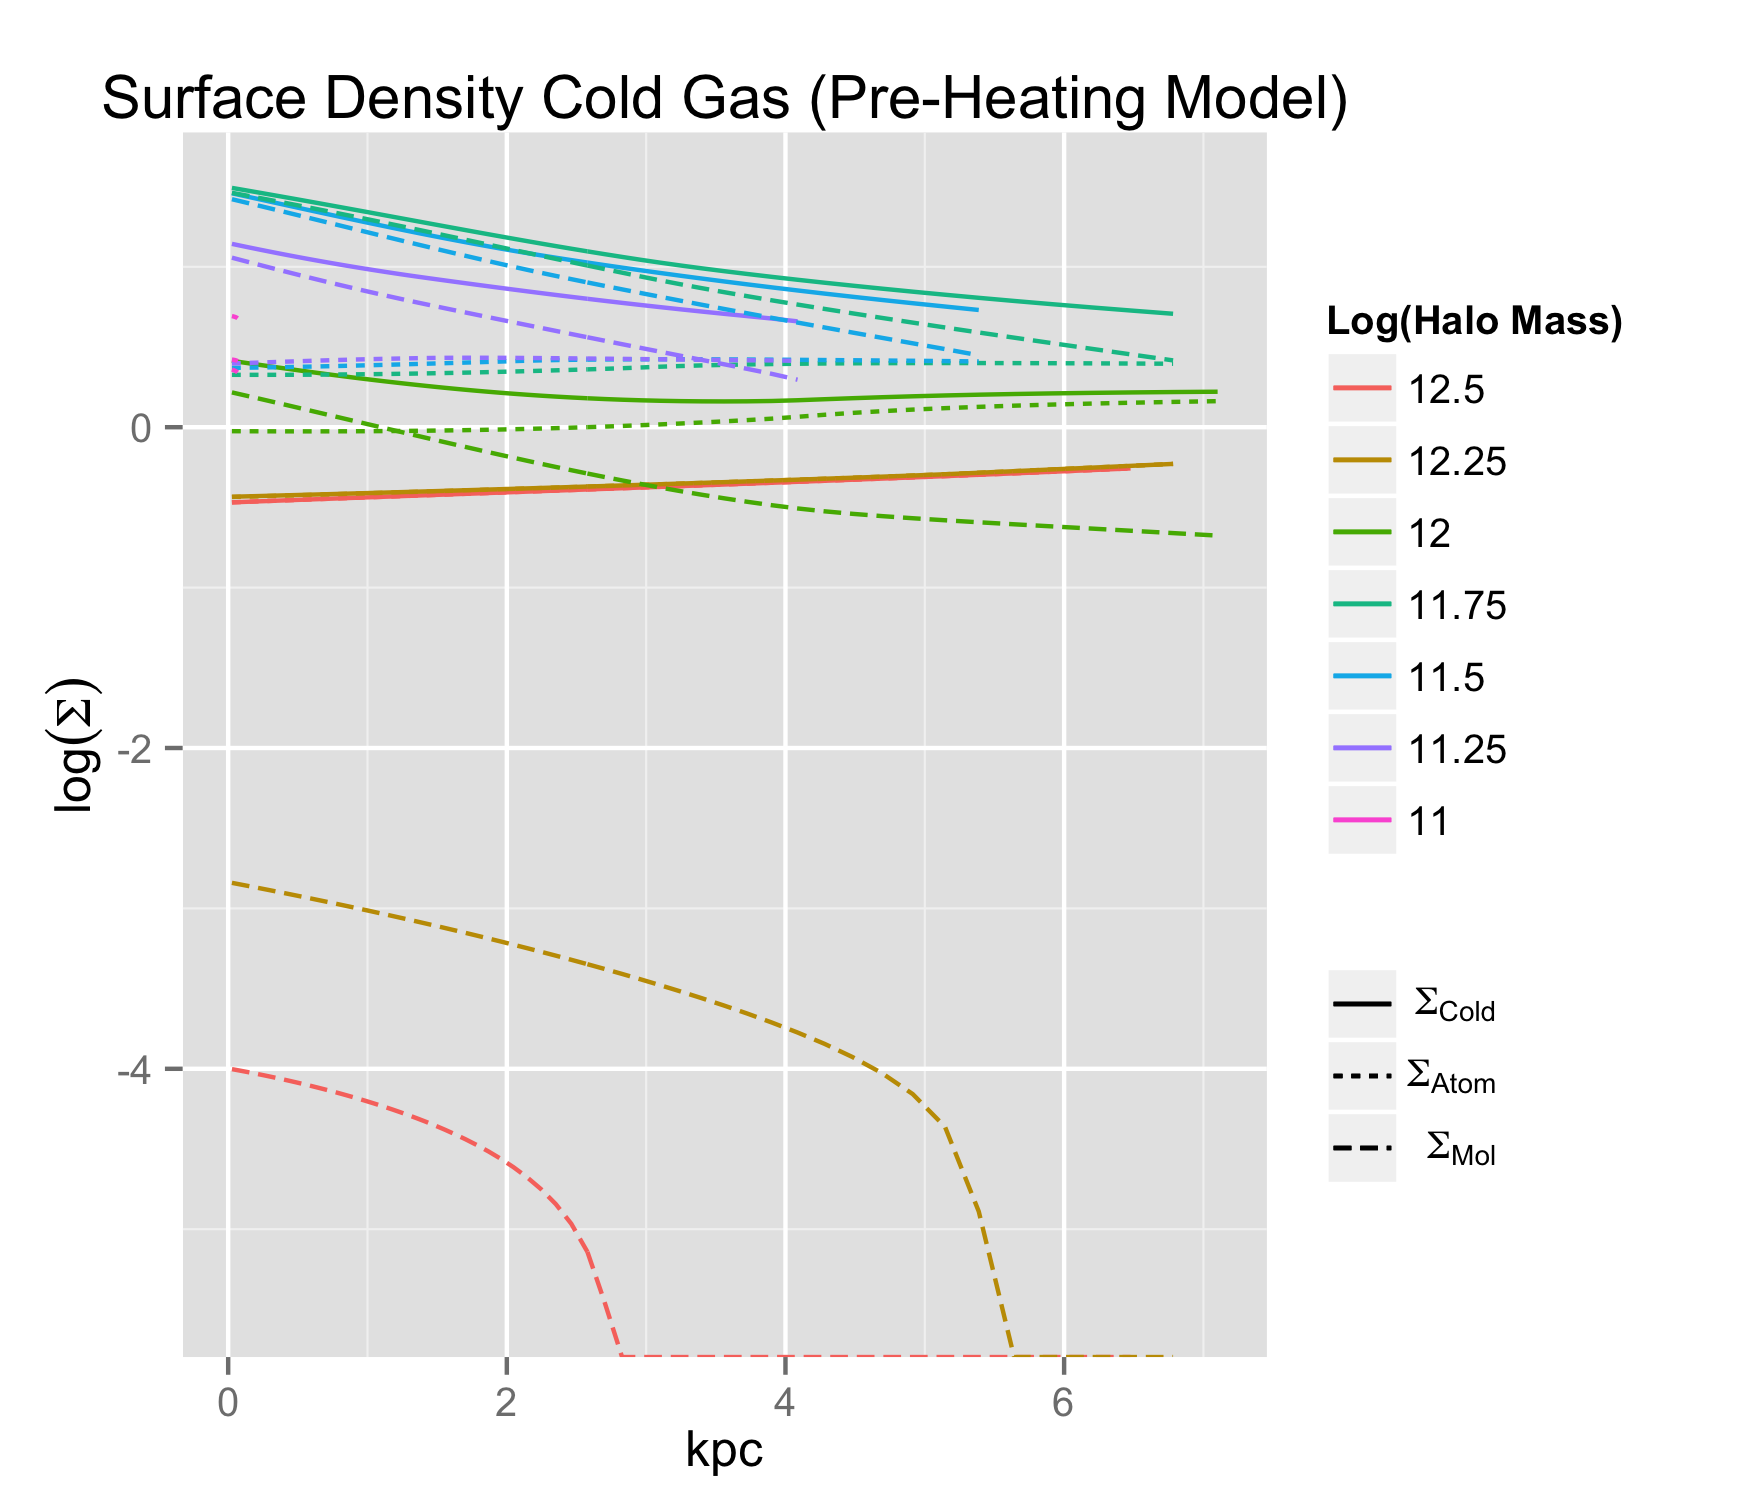 Surface Density Cold Gas (Pre-Heating Model)
log(Σ)
0
-2
-4
0 2 4 6
kpc
Log(Halo Mass)
12.5
12.25
12
11.75
11.5
11.25
11
ΣCold
ΣAtom
ΣMol